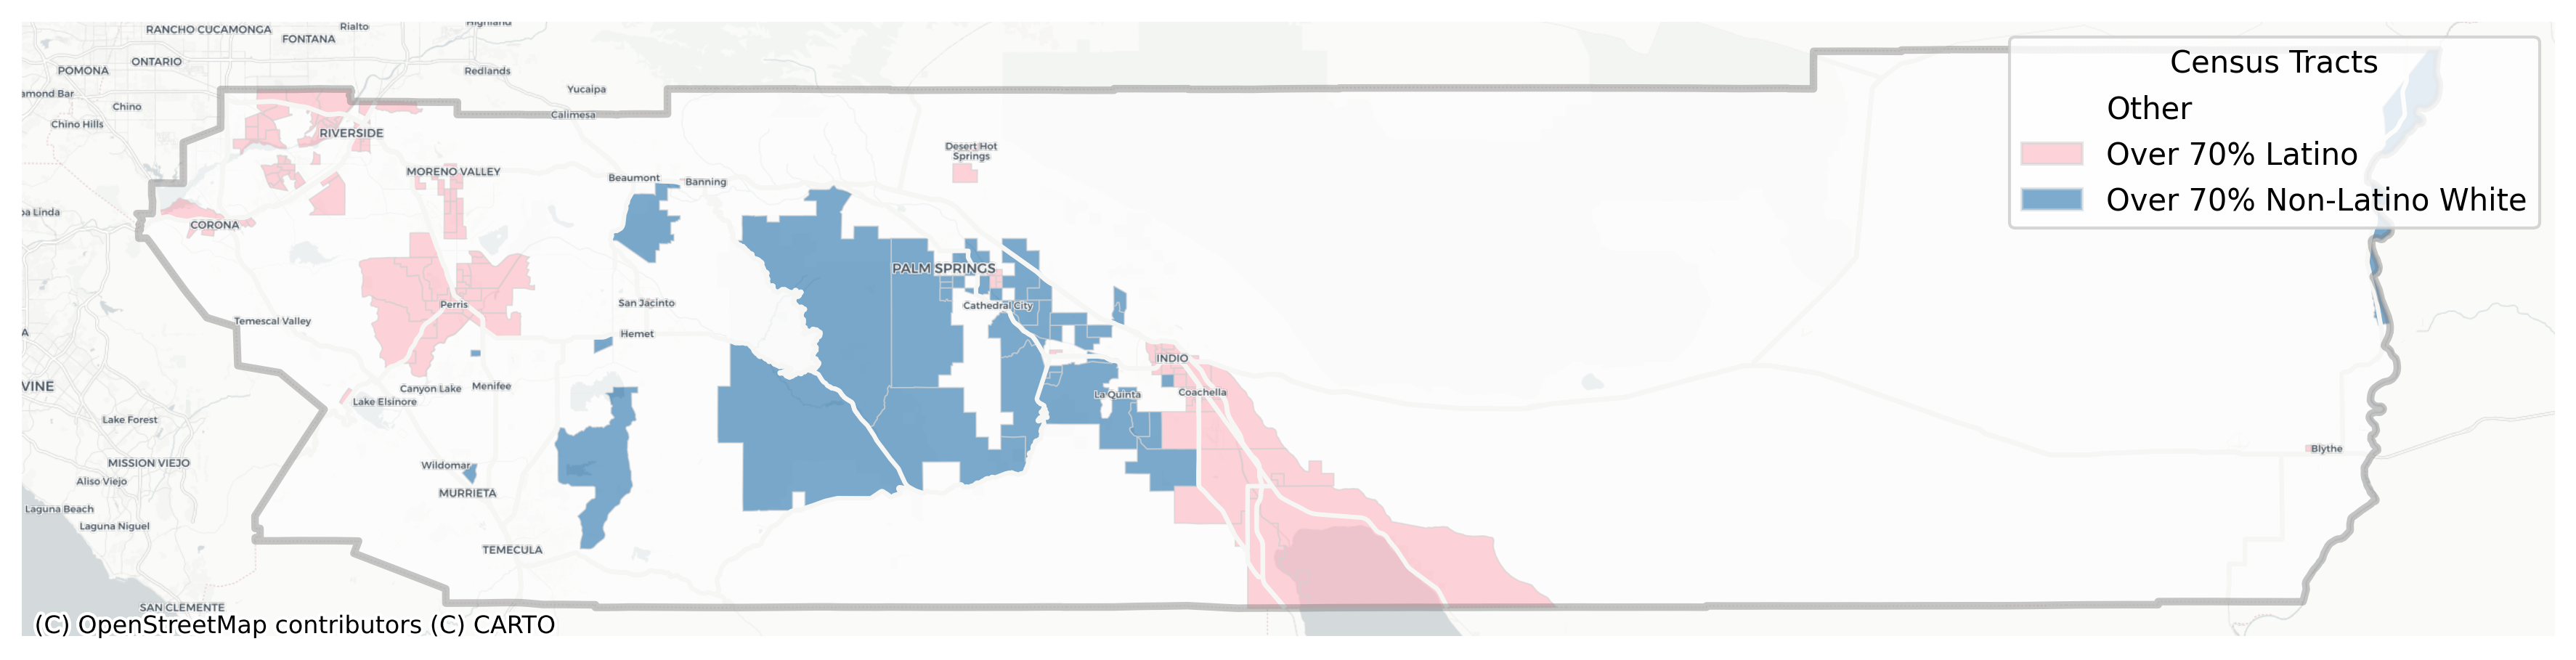 Highland
RANCHO CUCAMONGA
Rialto
FONTANA
ONTARIO
POMONA
Redlands
Yucaipa
amond Bar
Chino
Calimesa
Chino Hills
RIVERSIDE
MORENO VALLEY
Beaumont
Banning
Desert Hot
Springs
ba Linda
CORONA
PALM SPRINGS
San Jacinto
Perris
Cathedral City
Temescal Valley
A
Hemet
INDIO
VINE
Canyon Lake
Menifee
La Quinta
Coachella
Lake Elsinore
Lake Forest
Blythe
MISSION VIEJO
Wildomar
Aliso Viejo
MURRIETA
Laguna Beach
Laguna Niguel
TEMECULA
SAN CLEMENTE
(C) OpenStreetMap contributors (C) CARTO
Census Tracts
Other
Over 70% Latino
Over 70% Non-Latino White